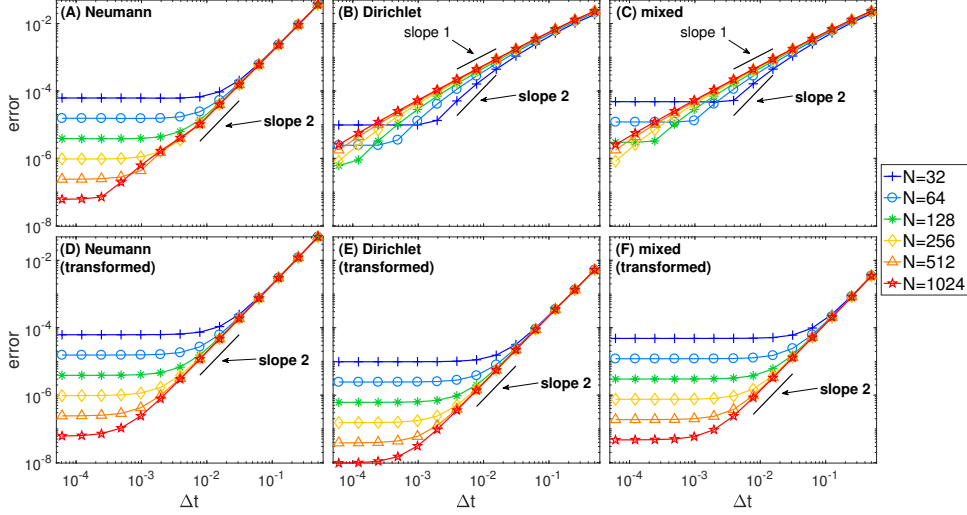 (A) Neumann
(B) Dirichlet
(C) mixed
slope 1
slope 1
slope 2
slope 2
slope 2
error
10^-2
10^-4
10^-6
10^-8
N=32
N=64
N=128
N=256
N=512
N=1024
(D) Neumann
(transformed)
(E) Dirichlet
(transformed)
(F) mixed
(transformed)
slope 2
slope 2
slope 2
error
10^-2
10^-4
10^-6
10^-8
10^-4 10^-3 10^-2 10^-1
10^-4 10^-3 10^-2 10^-1
10^-4 10^-3 10^-2 10^-1
Δt
Δt
Δt